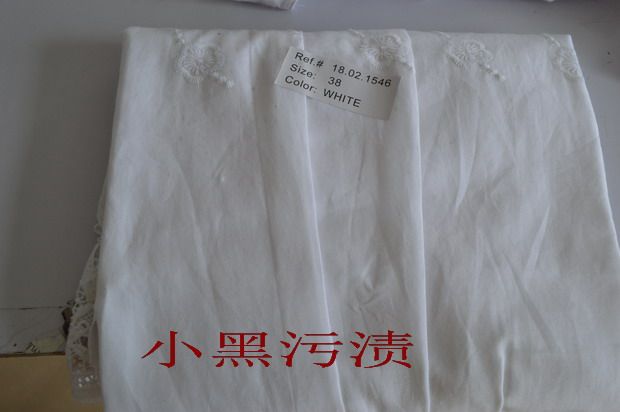 Ref.# 18.02.1546
Size: 38
Color: WHITE
小黑污渍